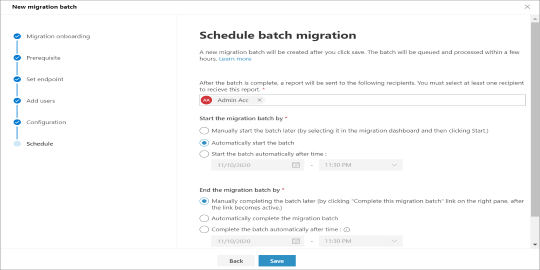 New migration batch
Migration onboarding
Prerequisite
Set endpoint
Add users
Configuration
Schedule
Schedule batch migration
A new migration batch will be created after you click save. The batch will be queued and processed within a few
hours. Learn more
After the batch is complete, a report will be sent to the following recipients. You must select at least one recipient
to recieve this report. *
AA Admin Acc
Start the migration batch by *
Manually start the batch later (by selecting it in the migration dashboard and then clicking Start.)
Automatically start the batch
Start the batch automatically after time :
11/10/2020 - 11:30 PM
End the migration batch by *
Manually completing the batch later (by clicking "Complete this migration batch" link on the right pane, after
the link becomes active.)
Automatically complete the migration batch
Complete the batch automatically after time :
11/10/2020 - 11:30 PM
Back Save